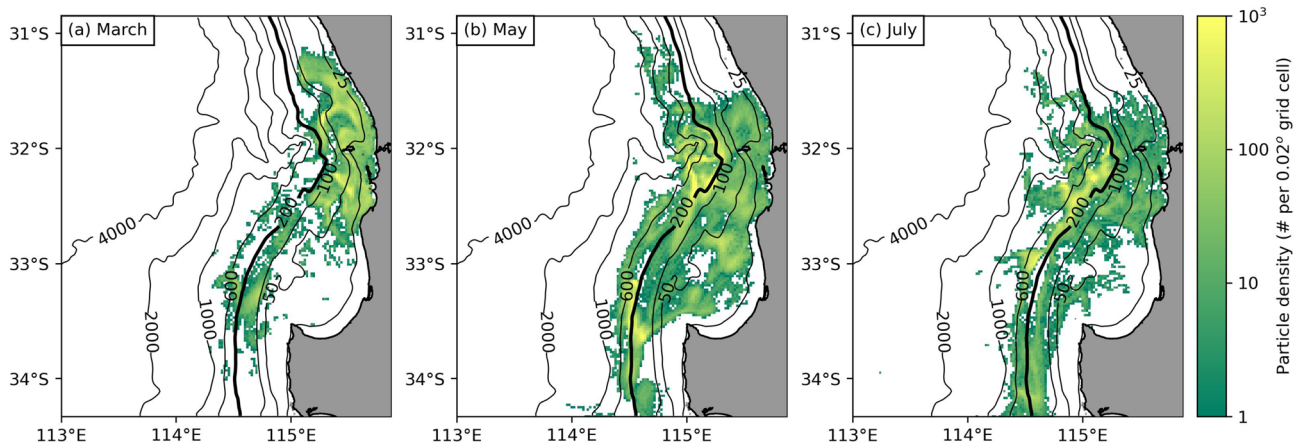 (a) March
(b) May
(c) July
31°S
32°S
33°S
34°S
113°E
114°E
115°E
25
4000
2000
1000
600
200
100
50
31°S
32°S
33°S
34°S
113°E
114°E
115°E
25
4000
2000
1000
600
200
100
50
31°S
32°S
33°S
34°S
113°E
114°E
115°E
25
4000
2000
1000
600
200
100
50
10³
100
10
1
Particle density (# per 0.02° grid cell)